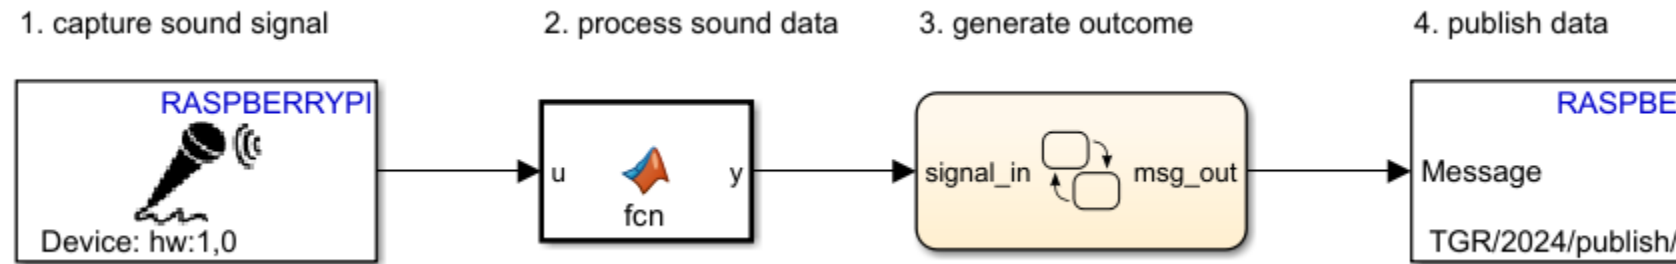 1. capture sound signal
2. process sound data
3. generate outcome
4. publish data
RASPBERRYPI
Device: hw:1,0
u
y
fcn
signal_in
msg_out
RASPBE
Message
TGR/2024/publish/